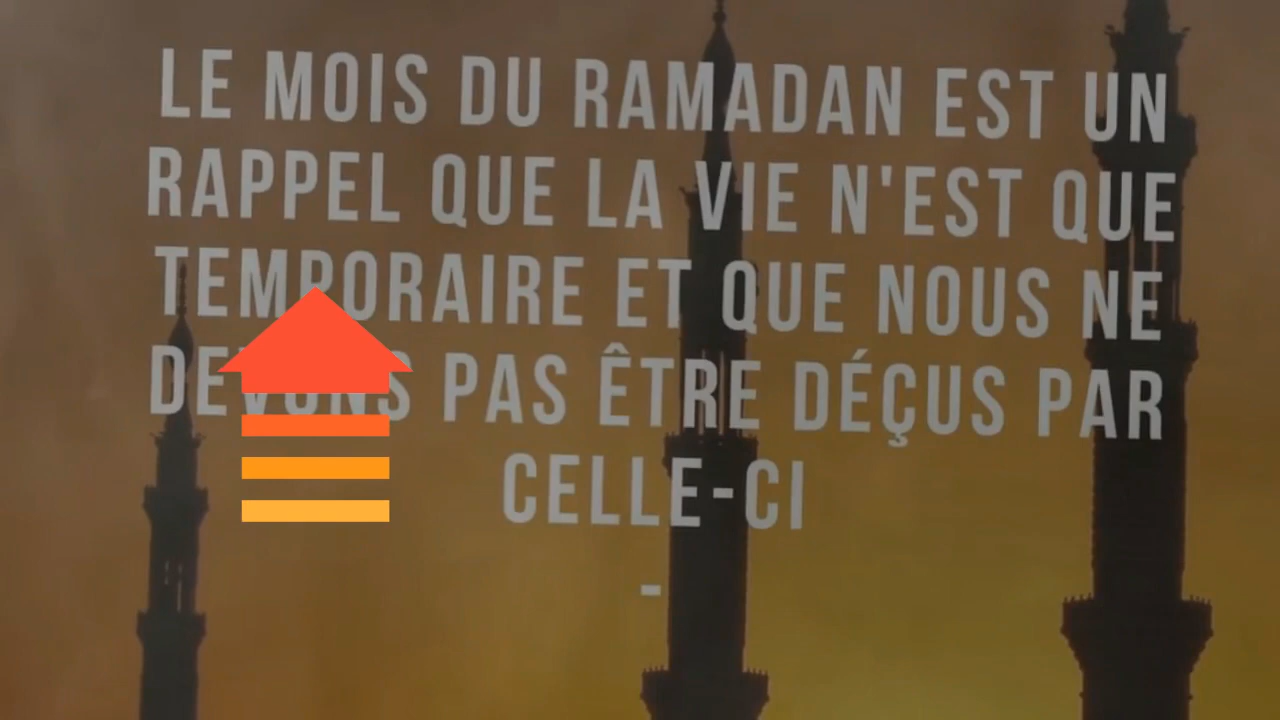 LE MOIS DU RAMADAN EST UN
RAPPEL QUE LA VIE N'EST QUE
TEMPORAIRE ET QUE NOUS NE
DEVONS PAS ÊTRE DÉÇUS PAR
CELLE-CI
-